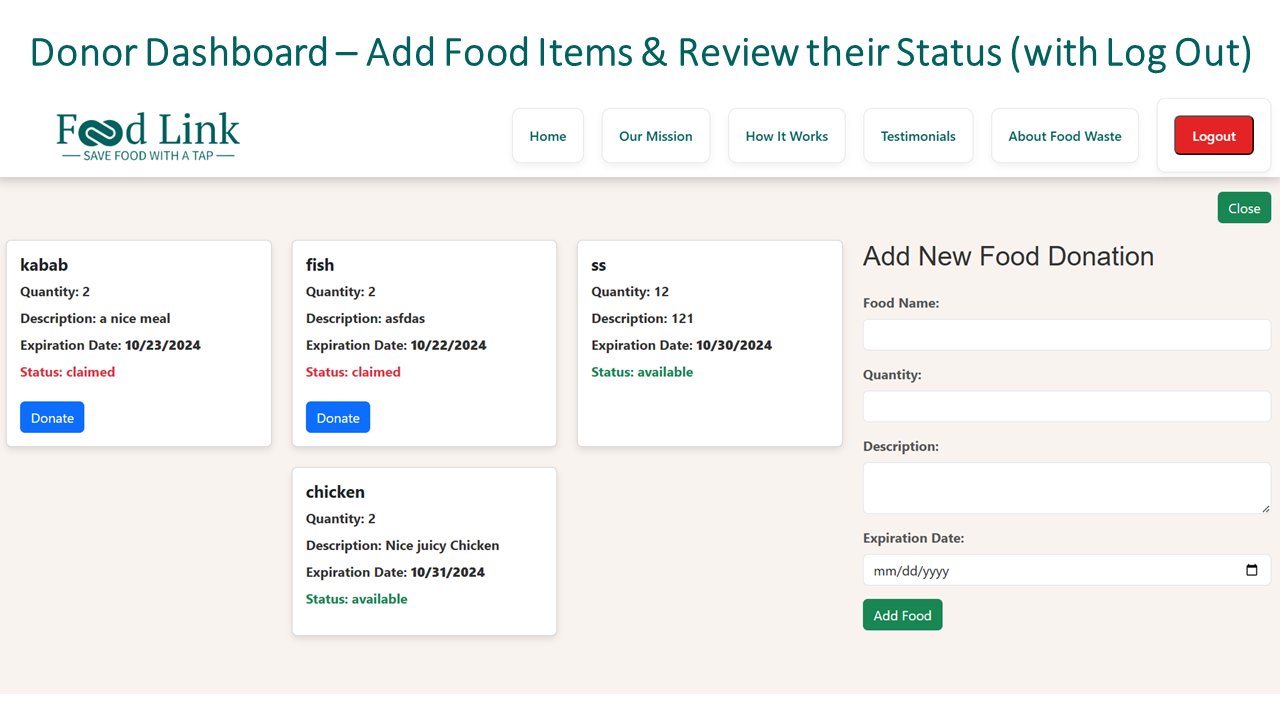 Donor Dashboard – Add Food Items & Review their Status (with Log Out)
Food Link
SAVE FOOD WITH A TAP
Home
Our Mission
How It Works
Testimonials
About Food Waste
Logout
Close
kabab
Quantity: 2
Description: a nice meal
Expiration Date: 10/23/2024
Status: claimed
Donate
fish
Quantity: 2
Description: asfdas
Expiration Date: 10/22/2024
Status: claimed
Donate
ss
Quantity: 12
Description: 121
Expiration Date: 10/30/2024
Status: available
chicken
Quantity: 2
Description: Nice juicy Chicken
Expiration Date: 10/31/2024
Status: available
Add New Food Donation
Food Name:
Quantity:
Description:
Expiration Date:
mm/dd/yyyy
Add Food